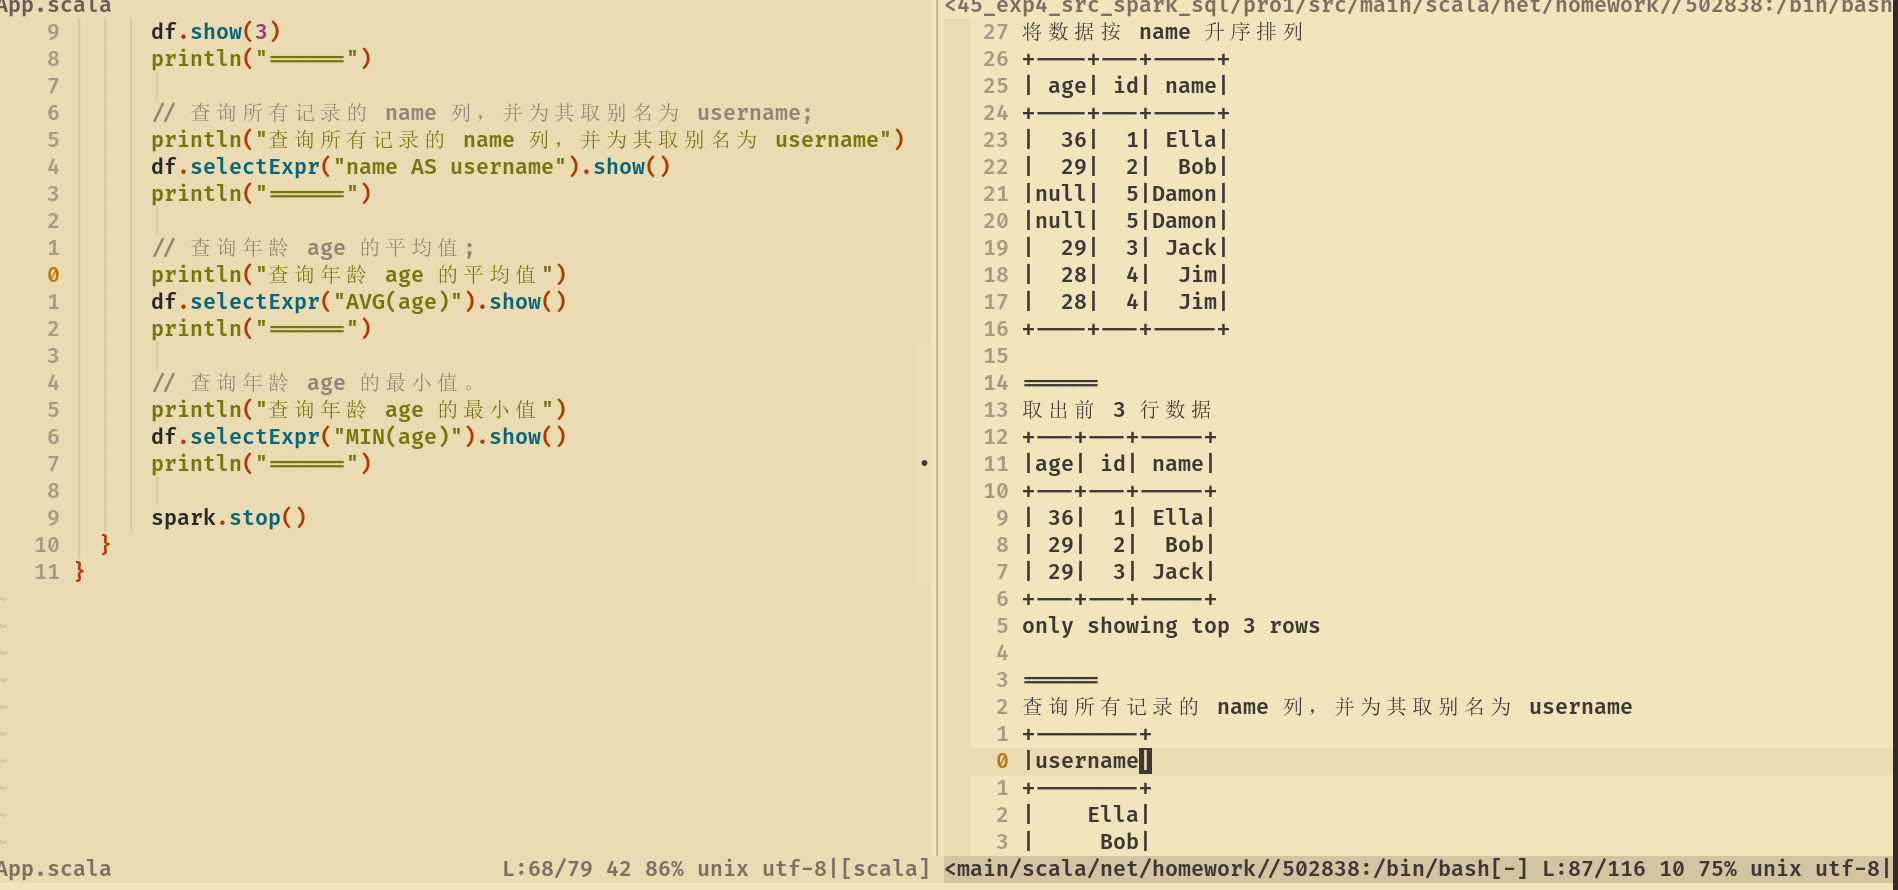 App.scala
9 df.show(3)
8 println("======")
7
6 // 查询所有记录的 name 列，并为其取别名为 username;
5 println("查询所有记录的 name 列，并为其取别名为 username")
4 df.selectExpr("name AS username").show()
3 println("======")
2
1 // 查询年龄 age 的平均值;
0 println("查询年龄 age 的平均值")
1 df.selectExpr("AVG(age)").show()
2 println("======")
3
4 // 查询年龄 age 的最小值。
5 println("查询年龄 age 的最小值")
6 df.selectExpr("MIN(age)").show()
7 println("======")
8
9 spark.stop()
10 }
11 }
~
~
~
~
~
~
~
~
~
~
App.scala L:68/79 42 86% unix utf-8|[scala]
<45_exp4_src_spark_sql/pro1/src/main/scala/net/homework//502838:/bin/bash
27 将数据按 name 升序排列
26 +----+---+-----+
25 | age| id| name|
24 +----+---+-----+
23 |  36|  1| Ella|
22 |  29|  2|  Bob|
21 |null|  5|Damon|
20 |null|  5|Damon|
19 |  29|  3| Jack|
18 |  28|  4|  Jim|
17 |  28|  4|  Jim|
16 +----+---+-----+
15
14 ======
13 取出前 3 行数据
12 +---+---+-----+
11 |age| id| name|
10 +---+---+-----+
9 | 36|  1| Ella|
8 | 29|  2|  Bob|
7 | 29|  3| Jack|
6 +---+---+-----+
5 only showing top 3 rows
4
3 ======
2 查询所有记录的 name 列，并为其取别名为 username
1 +--------+
0 |username|
1 +--------+
2 |    Ella|
3 |     Bob|
<main/scala/net/homework//502838:/bin/bash[-] L:87/116 10 75% unix utf-8|